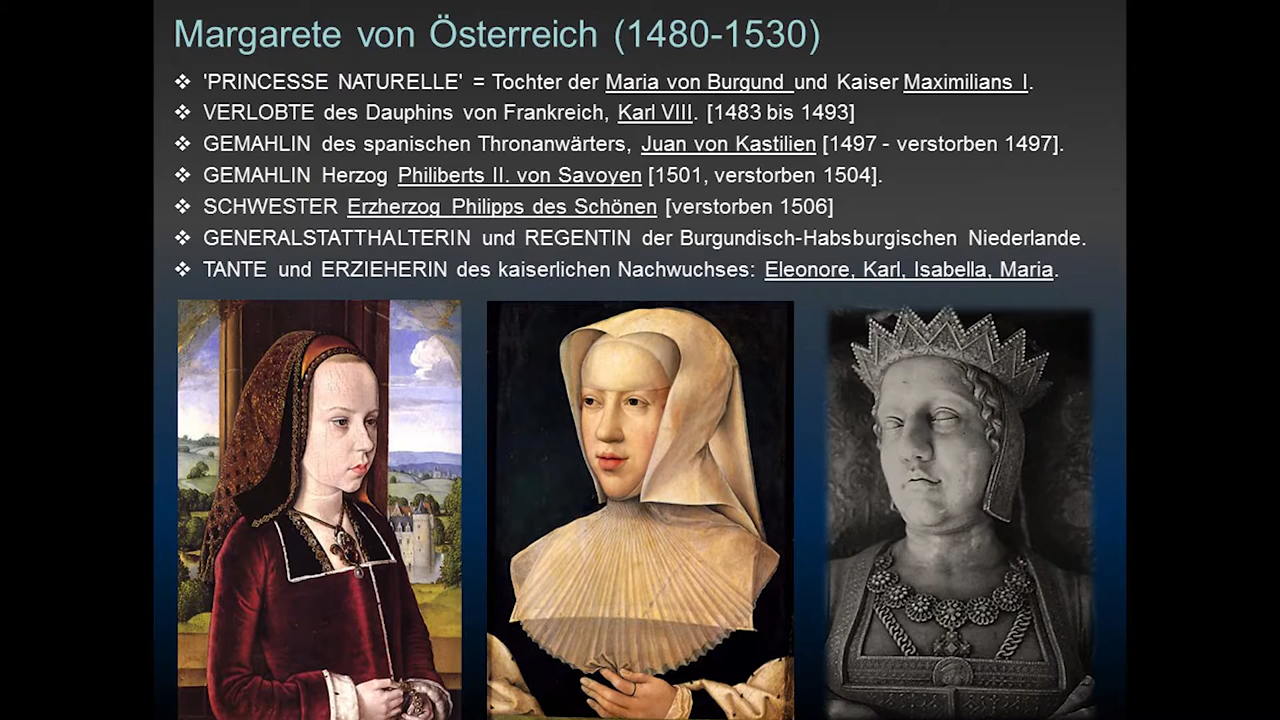 Margarete von Österreich (1480-1530)
❖ 'PRINCESSE NATURELLE' = Tochter der Maria von Burgund und Kaiser Maximilians I.
❖ VERLOBTE des Dauphins von Frankreich, Karl VIII. [1483 bis 1493]
❖ GEMAHLIN des spanischen Thronanwärters, Juan von Kastilien [1497 - verstorben 1497].
❖ GEMAHLIN Herzog Philiberts II. von Savoyen [1501, verstorben 1504].
❖ SCHWESTER Erzherzog Philipps des Schönen [verstorben 1506]
❖ GENERALSTATTHALTERIN und REGENTIN der Burgundisch-Habsburgischen Niederlande.
❖ TANTE und ERZIEHERIN des kaiserlichen Nachwuchses: Eleonore, Karl, Isabella, Maria.